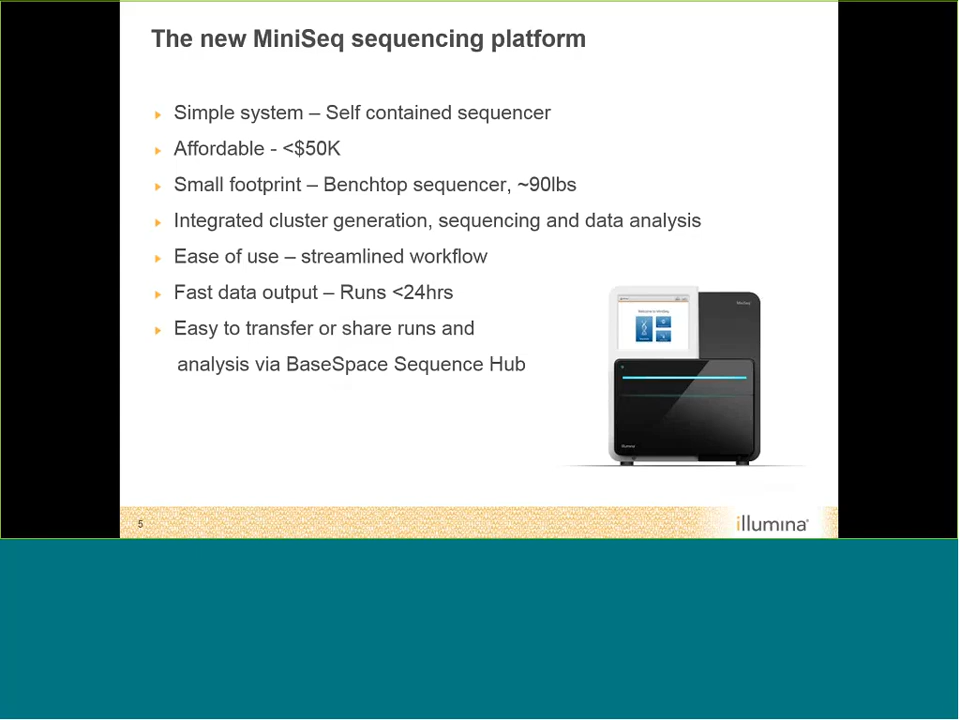 The new MiniSeq sequencing platform
Simple system – Self contained sequencer
Affordable - <$50K
Small footprint – Benchtop sequencer, ~90lbs
Integrated cluster generation, sequencing and data analysis
Ease of use – streamlined workflow
Fast data output – Runs <24hrs
Easy to transfer or share runs and
analysis via BaseSpace Sequence Hub
MiniSeq
illumina
5
illumina